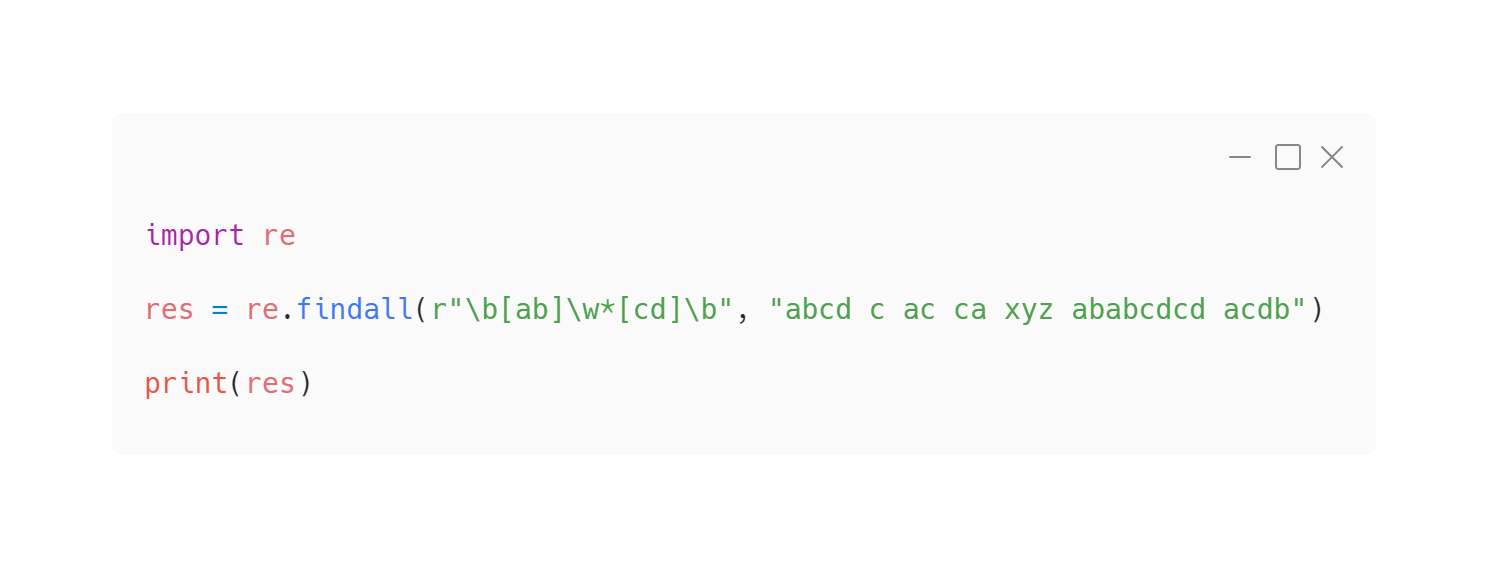 import re
res = re.findall(r"\b[ab]\w*[cd]\b", "abcd c ac ca xyz ababcdcd acdb")
print(res)